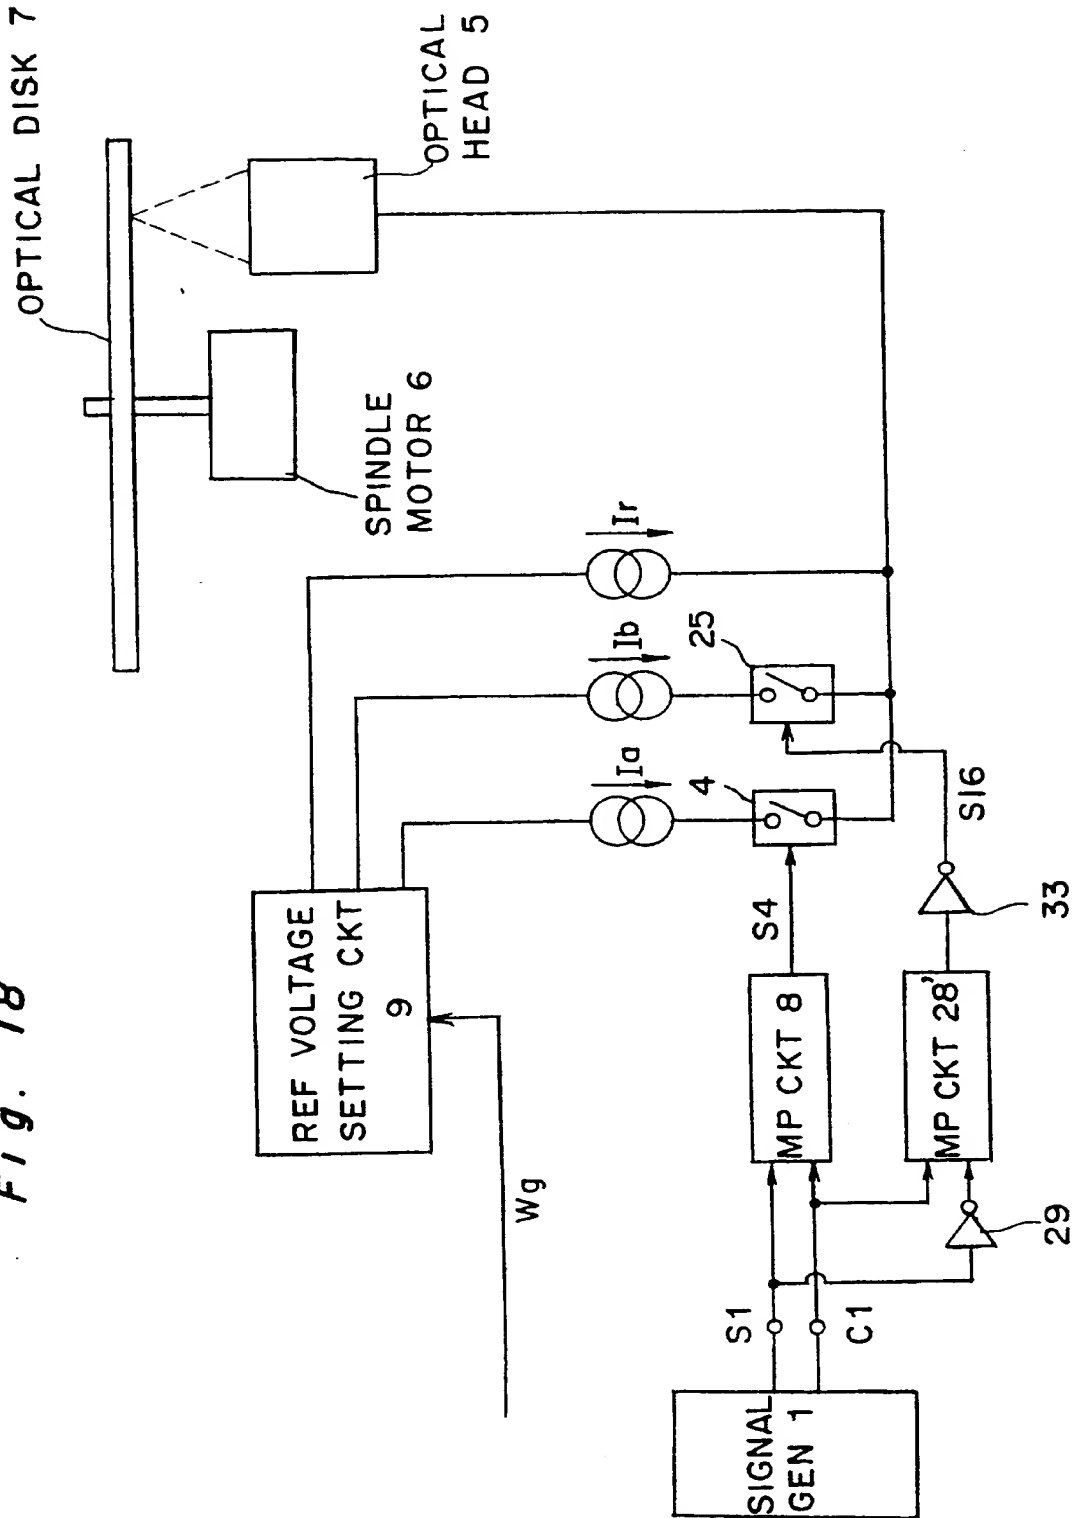 Fig. 18
OPTICAL DISK 7
OPTICAL
HEAD 5
SPINDLE
MOTOR 6
REF VOLTAGE
SETTING CKT
9
Wg
Ir
Ib
Ia
25
4
S4
S16
SIGNAL
GEN 1
S1
C1
MP CKT 8
MP CKT 28'
29
33